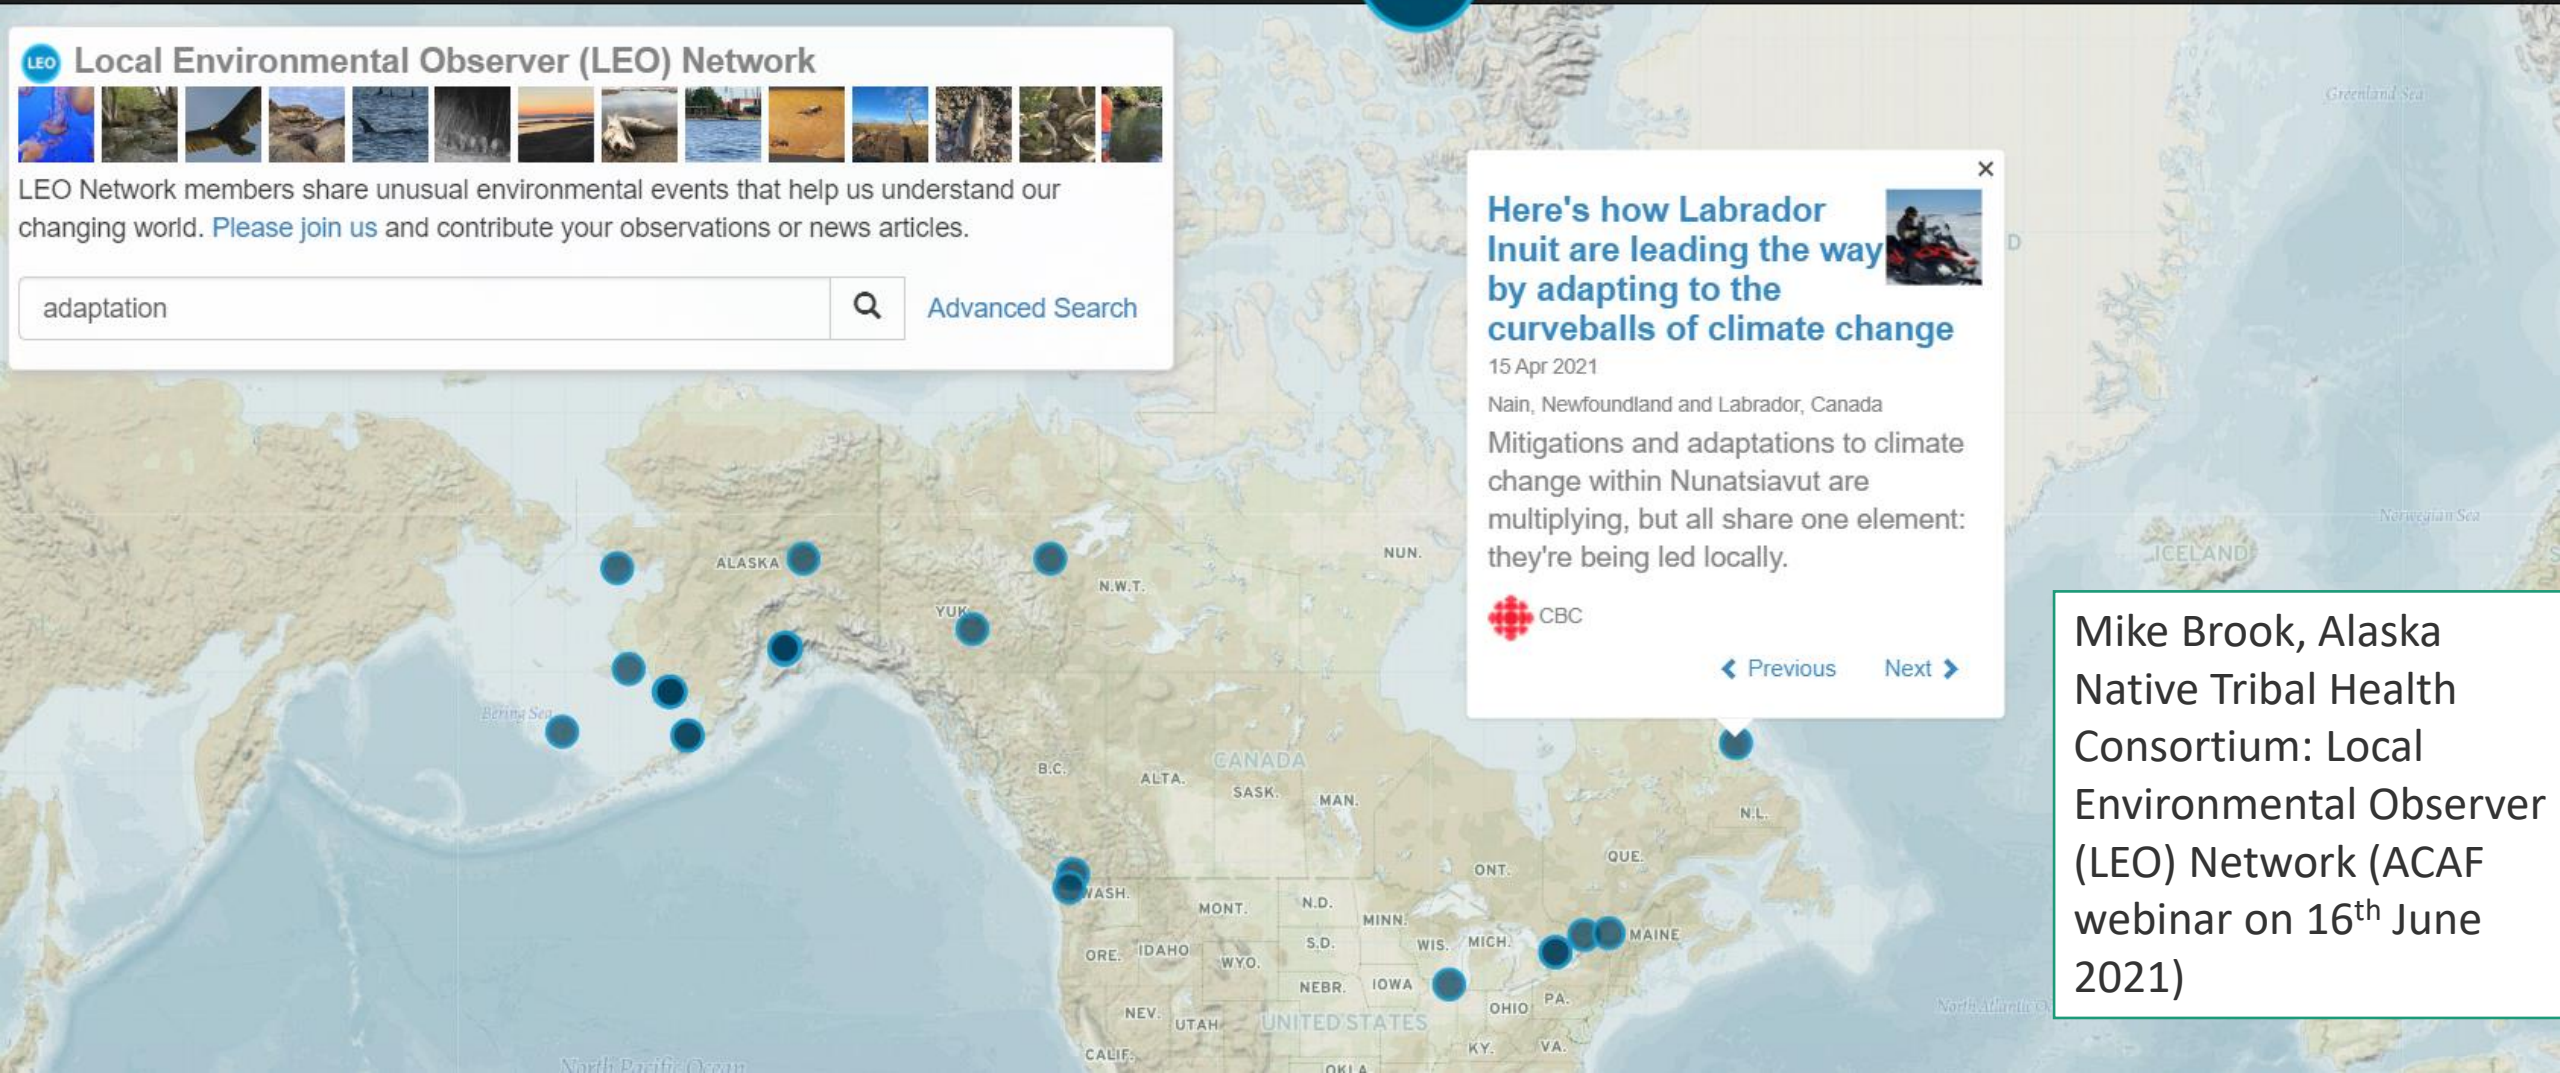 LEO Local Environmental Observer (LEO) Network
LEO Network members share unusual environmental events that help us understand our
changing world. Please join us and contribute your observations or news articles.
adaptation
Advanced Search
Here's how Labrador
Inuit are leading the way
by adapting to the
curveballs of climate change
15 Apr 2021
Nain, Newfoundland and Labrador, Canada
Mitigations and adaptations to climate
change within Nunatsiavut are
multiplying, but all share one element:
they're being led locally.
CBC
Previous Next
Mike Brook, Alaska
Native Tribal Health
Consortium: Local
Environmental Observer
(LEO) Network (ACAF
webinar on 16th June
2021)
Greenland Sea
D
Norwegian Sea
ICELAND
NUN.
ALASKA
N.W.T.
YUK
Bering Sea
CANADA
B.C.
ALTA.
SASK.
MAN.
N.L.
QUE.
ONT.
WASH.
MONT.
N.D.
MINN.
MAINE
ORE.
IDAHO
S.D.
WIS.
MICH.
WYO.
NEBR.
IOWA
OHIO
PA.
NEV.
UTAH
UNITED STATES
North Atlantic
CALIF.
KY.
VA.
North Pacific Ocean
OKLA